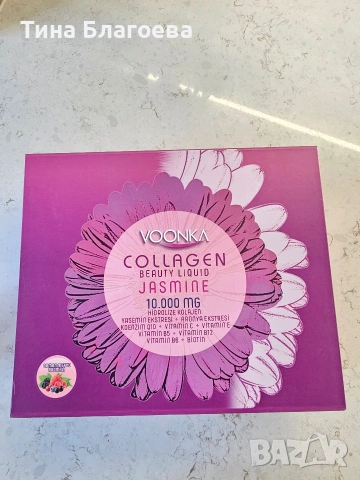 Тина Благоева
VOONKA
COLLAGEN
BEAUTY LIQUID
JASMINE
10.000 MG
HİDROLİZE KOLAJEN
YASEMİN EKSTRESİ + ARONYA EKSTRESİ
KOENZİM Q10 + VİTAMİN C + VİTAMİN E
VİTAMİN B5 + VİTAMİN B12
VİTAMİN B6 + BİOTİN
BAZAR